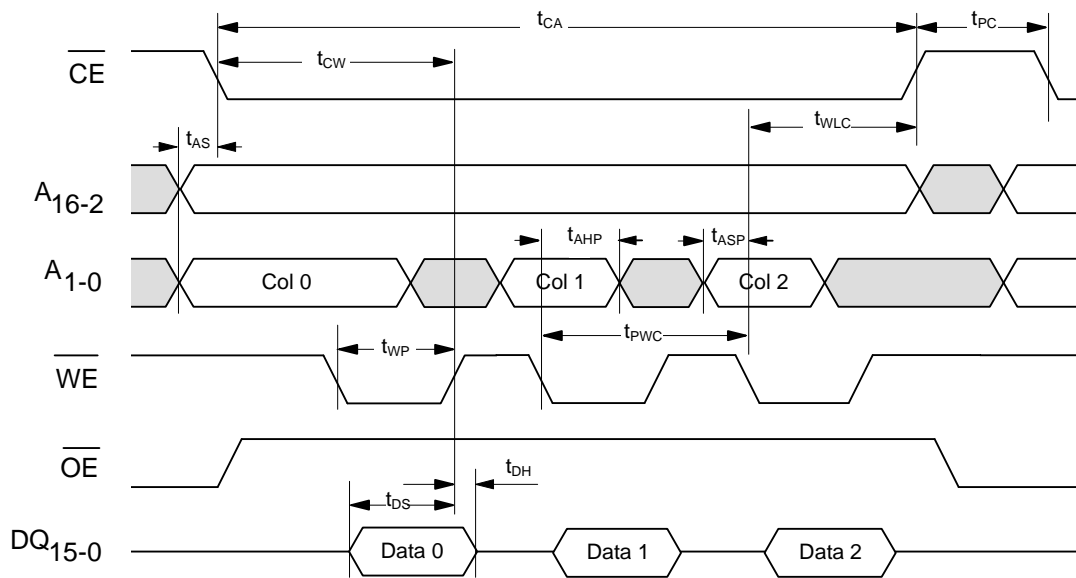 tCA
tPC
CE
tCW
tWLC
tAS
A16-2
tAHP
tASP
A1-0
Col 0
Col 1
Col 2
tPWC
tWP
WE
OE
tDH
tDS
DQ15-0
Data 0
Data 1
Data 2